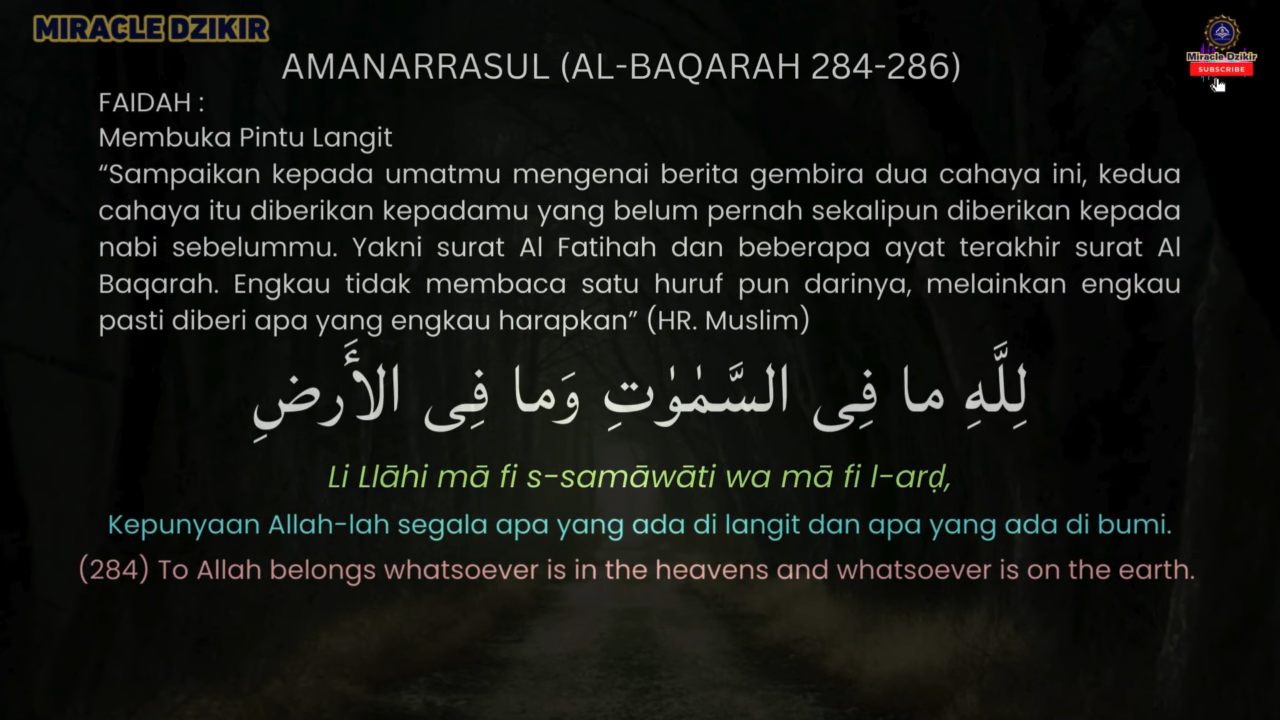 MIRACLE DZIKIR
Miracle Dzikir
SUBSCRIBE
AMANARRASUL (AL-BAQARAH 284-286)
FAIDAH :
Membuka Pintu Langit
“Sampaikan kepada umatmu mengenai berita gembira dua cahaya ini, kedua
cahaya itu diberikan kepadamu yang belum pernah sekalipun diberikan kepada
nabi sebelummu. Yakni surat Al Fatihah dan beberapa ayat terakhir surat Al
Baqarah. Engkau tidak membaca satu huruf pun darinya, melainkan engkau
pasti diberi apa yang engkau harapkan” (HR. Muslim)
لِلَّهِ ما فِى السَّمٰوٰتِ وَما فِى الأَرضِ
Li Llāhi mā fi s-samāwāti wa mā fi l-arḍ,
Kepunyaan Allah-lah segala apa yang ada di langit dan apa yang ada di bumi.
(284) To Allah belongs whatsoever is in the heavens and whatsoever is on the earth.